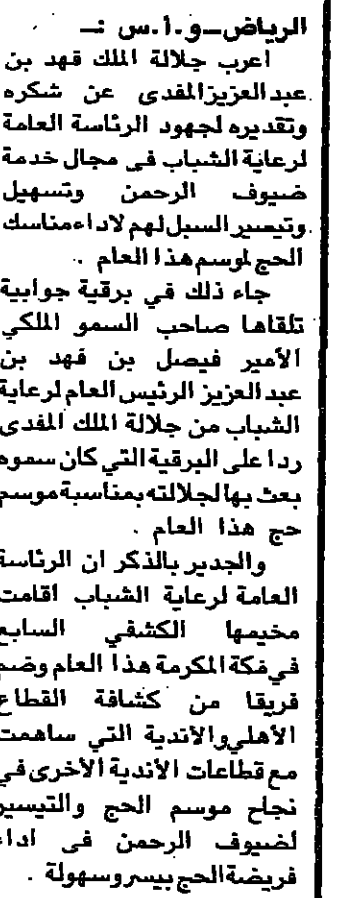 الرياض ـ و.أ.س :ـ
اعرب جلالة الملك فهد بن
عبدالعزيز المفدى عن شكره
وتقديره لجهود الرئاسة العامة
لرعاية الشباب فى مجال خدمة
ضيوف الرحمن وتسهيل
وتيسير السبل لهم لاداء مناسك
الحج لموسم هذا العام .
جاء ذلك في برقية جوابية
تلقاها صاحب السمو الملكي
الأمير فيصل بن فهد بن
عبدالعزيز الرئيس العام لرعاية
الشباب من جلالة الملك المفدى
ردا على البرقية التي كان سموه
بعث بها لجلالته بمناسبة موسم
حج هذا العام .
والجدير بالذكر ان الرئاسة
العامة لرعاية الشباب اقامت
مخيمها الكشفي السابع
في مكة المكرمة هذا العام وضم
فريقا من كشافة القطاع
الأهلي والأندية التي ساهمت
مع قطاعات الأندية الأخرى في
نجاح موسم الحج والتيسير
لضيوف الرحمن فى اداء
فريضة الحج بيسر وسهولة .